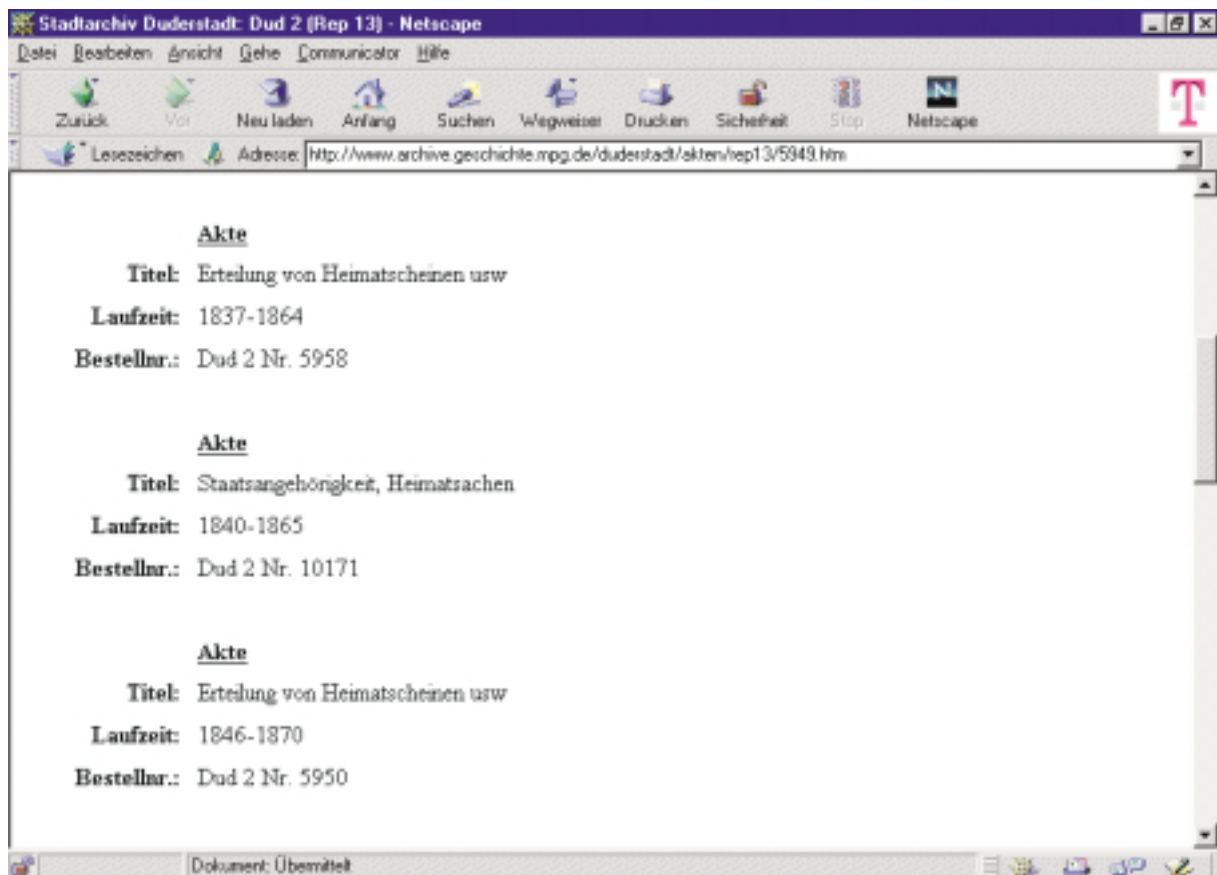 Stadtarchiv Duderstadt: Dud 2 (Rep 13) - Netscape
Datei Bearbeiten Ansicht Gehe Communicator Hilfe
Zurück Vor Neu laden Anfang Suchen Wegweiser Drucken Sicherheit Stop Netscape
N
T
Lesezeichen Adresse: http://www.archive.geschichte.mpg.de/duderstadt/akten/rep13/5949.htm
Akte
Titel: Erteilung von Heimatscheinen usw
Laufzeit: 1837-1864
Bestellnr.: Dud 2 Nr. 5958
Akte
Titel: Staatsangehörigkeit, Heimatsachen
Laufzeit: 1840-1865
Bestellnr.: Dud 2 Nr. 10171
Akte
Titel: Erteilung von Heimatscheinen usw
Laufzeit: 1846-1870
Bestellnr.: Dud 2 Nr. 5950
Dokument: Übermittelt